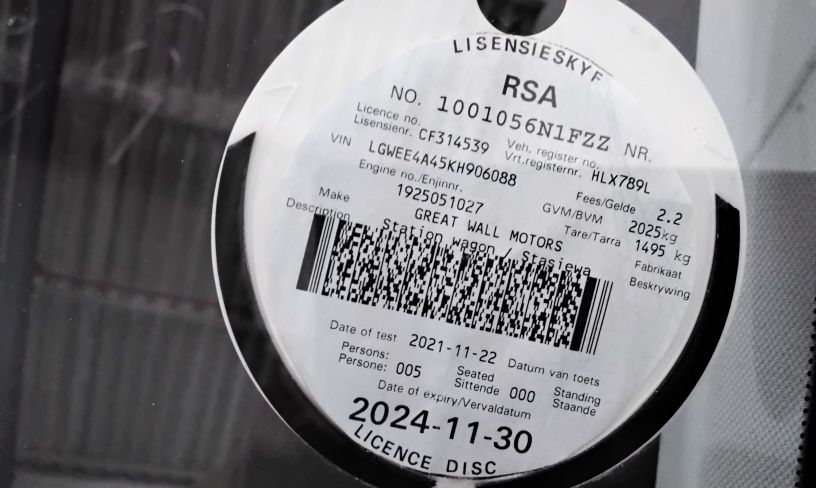 LISENSIESKYF
RSA
NO. 1001056N1FZZ NR.
Licence no. Veh. register no.
Lisensienr. CF314539 Vrt.registernr. HLX789L
VIN LGWEE4A45KH906088 Fees/Gelde 2.2
Engine no./Enjinnr. GVM/BVM 2025kg
1925051027 Tare/Tarra 1495 kg
Make GREAT WALL MOTORS Fabrikaat
Description Station wagon / Stasiewa Beskrywing
Date of test 2021-11-22 Datum van toets
Persons: Seated Standing
Persone: 005 Sittende 000 Staande
Date of expiry/Vervaldatum
2024-11-30
LICENCE DISC